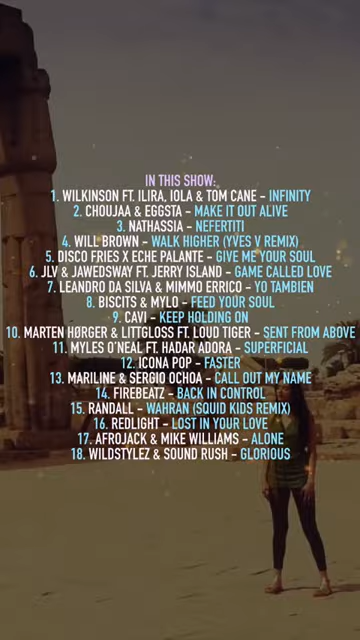 IN THIS SHOW:
1. WILKINSON FT. ILIRA, IOLA & TOM CANE - INFINITY
2. CHOUJAA & EGGSTA - MAKE IT OUT ALIVE
3. NATHASSIA - NEFERTITI
4. WILL BROWN - WALK HIGHER (YVES V REMIX)
5. DISCO FRIES X ECHE PALANTE - GIVE ME YOUR SOUL
6. JLV & JAWEDSWAY FT. JERRY ISLAND - GAME CALLED LOVE
7. LEANDRO DA SILVA & MIMMO ERRICO - YO TAMBIEN
8. BISCITS & MYLO - FEED YOUR SOUL
9. CAVI - KEEP HOLDING ON
10. MARTEN HØRGER & LITTGLOSS FT. LOUD TIGER - SENT FROM ABOVE
11. MYLES O'NEAL FT. HADAR ADORA - SUPERFICIAL
12. ICONA POP - FASTER
13. MARILINE & SERGIO OCHOA - CALL OUT MY NAME
14. FIREBEATZ - BACK IN CONTROL
15. RANDALL - WAHRAN (SQUID KIDS REMIX)
16. REDLIGHT - LOST IN YOUR LOVE
17. AFROJACK & MIKE WILLIAMS - ALONE
18. WILDSTYLEZ & SOUND RUSH - GLORIOUS